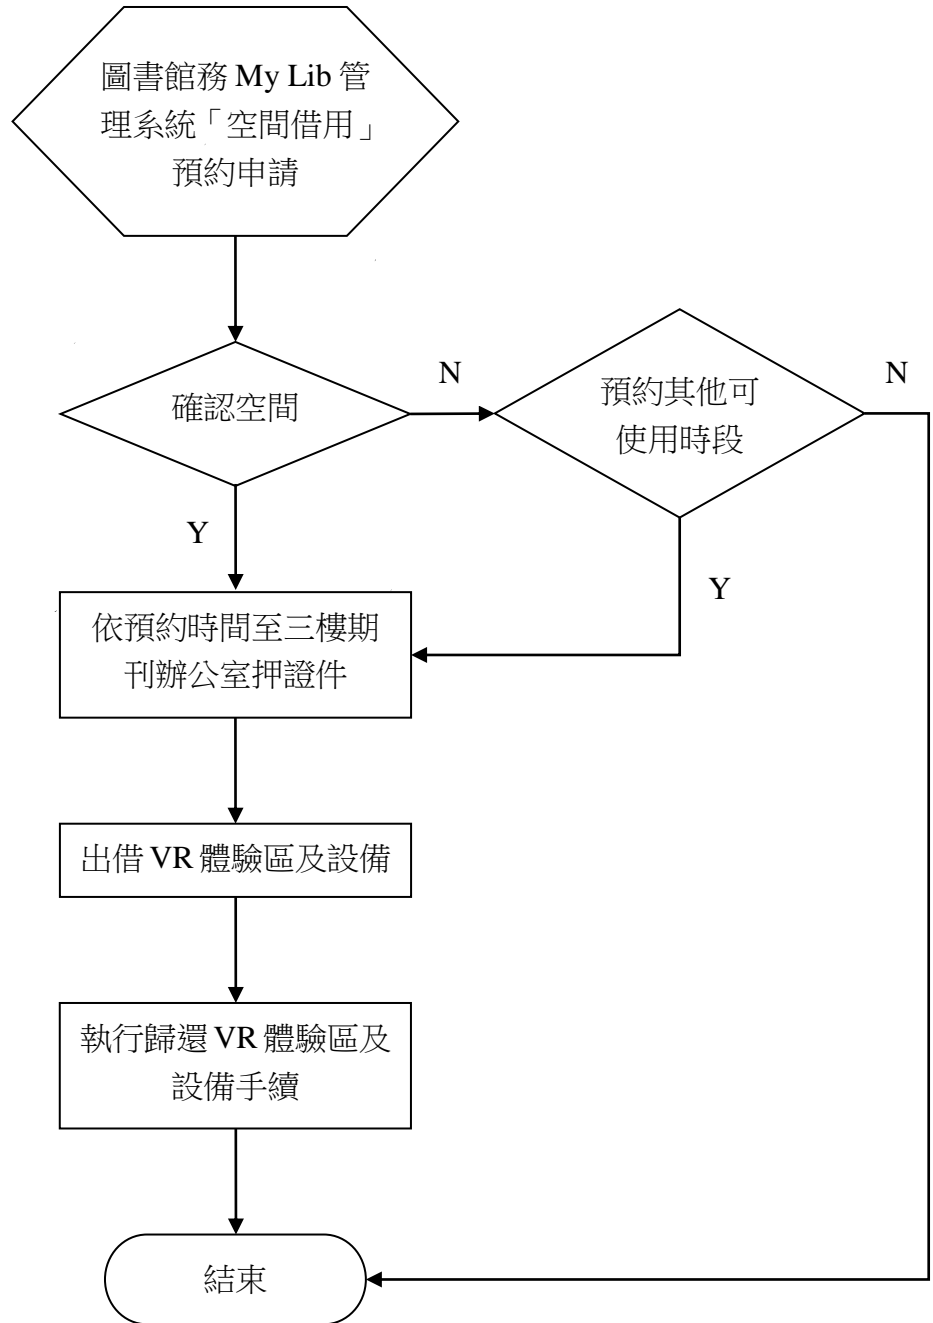 圖書館務 My Lib 管
理系統「空間借用」
預約申請
確認空間
N
預約其他可
使用時段
N
Y
Y
依預約時間至三樓期
刊辦公室押證件
出借 VR 體驗區及設備
執行歸還 VR 體驗區及
設備手續
結束